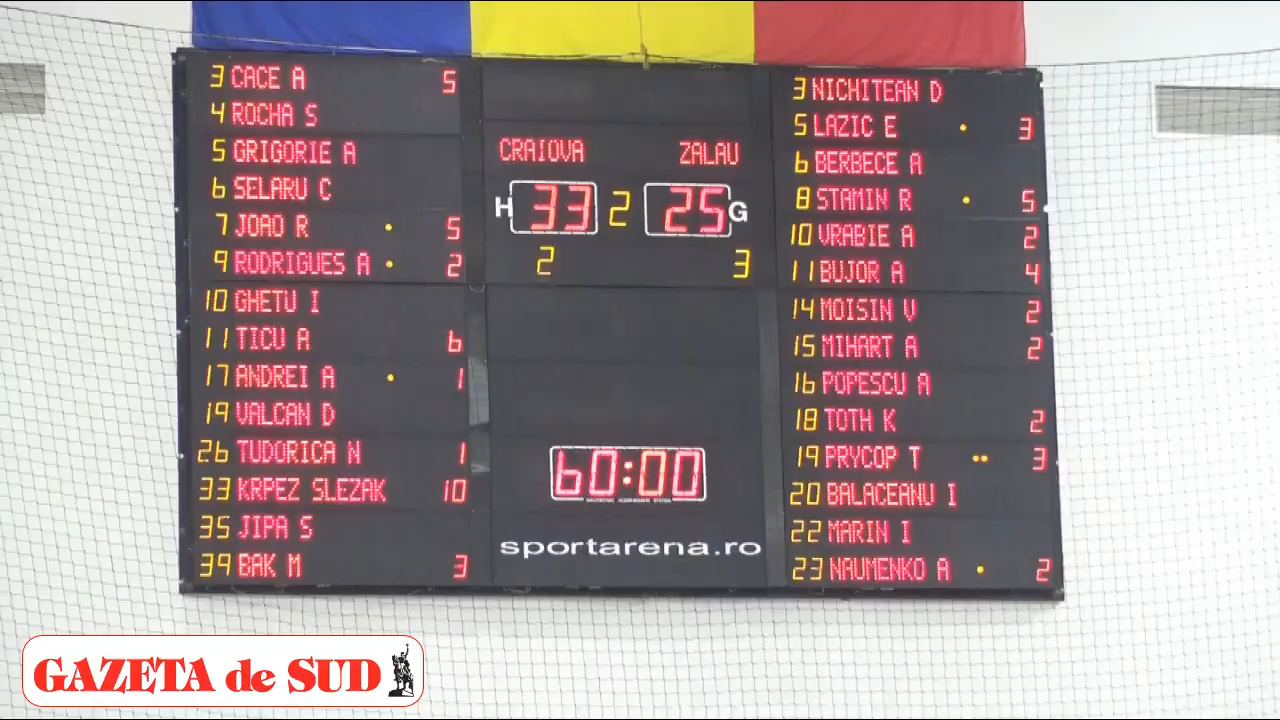 3 CACE A 5
4 ROCHA S
5 GRIGORIE A
6 SELARU C
7 JOAO R • 5
9 RODRIGUES A • 2
10 GHETU I
11 TICU A 6
17 ANDREI A • 1
19 VALCAN D
26 TUDORICA N 1
33 KRPEZ SLEZAK 10
35 JIPA S
39 BAK M 3
CRAIOVA ZALAU
H 33 2 25 G
2 3
60:00
sportarena.ro
3 NICHITEAN D
5 LAZIC E • 3
6 BERBECE A
8 STAMIN R • 5
10 VRABIE A 2
11 BUJOR A 4
14 MOISIN V 2
15 MIHART A 2
16 POPESCU A
18 TOTH K 2
19 PRYCOP T •• 3
20 BALACEANU I
22 MARIN I
23 NAUMENKO A • 2
GAZETA de SUD